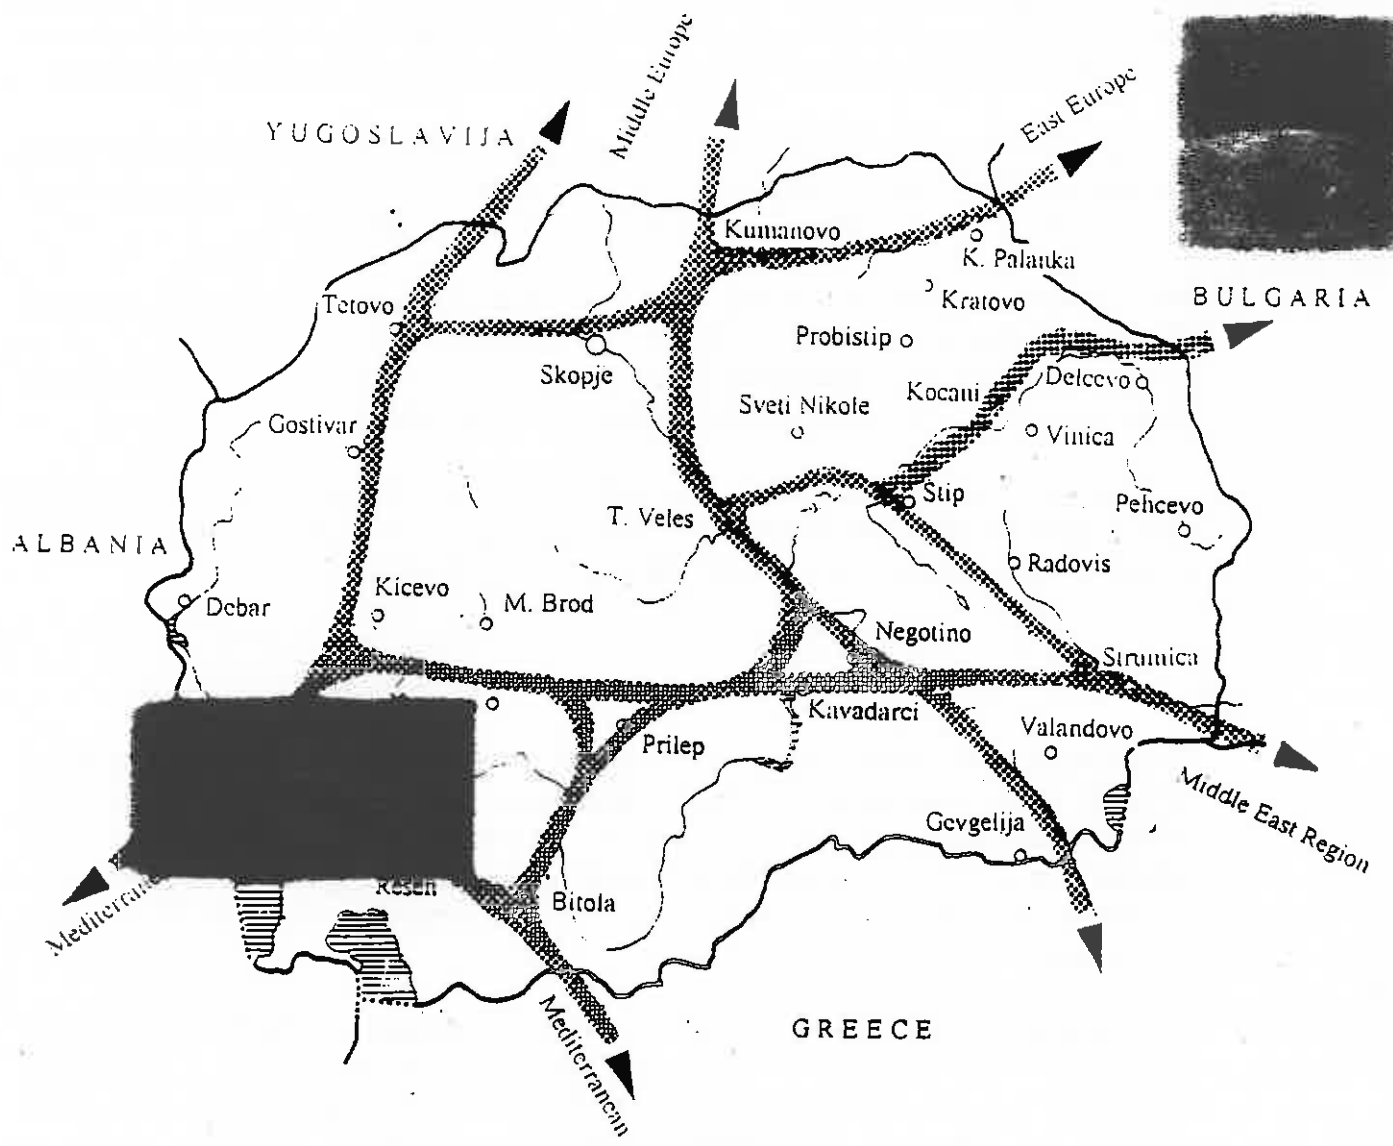 Middle Europe
East Europe
YUGOSLAVIJA
Kumanovo
K. Palanka
Kratovo
BULGARIA
Tetovo
Probistip
Skopje
Kocani
Delcevo
Sveti Nikole
Gostivar
Vinica
Stip
T. Veles
Pehcevo
ALBANIA
Radovis
Kicevo
M. Brod
Debar
Negotino
Strumica
Kavadarci
Valandovo
Prilep
Middle East Region
Gevgelija
Resen
Bitola
Mediterranean
GREECE